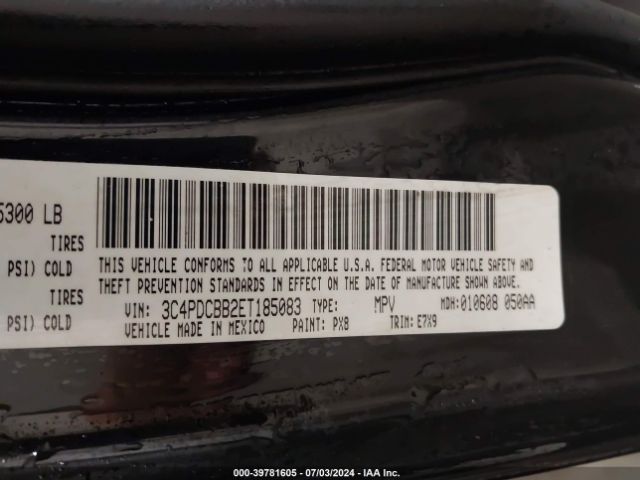 5300 LB
TIRES
PSI) COLD
TIRES
PSI) COLD
THIS VEHICLE CONFORMS TO ALL APPLICABLE U.S.A. FEDERAL MOTOR VEHICLE SAFETY AND
THEFT PREVENTION STANDARDS IN EFFECT ON THE DATE OF MANUFACTURE SHOWN ABOVE.
VIN: 3C4PDCBB2ET185083 TYPE: MPV MDH: 010608 050AA
VEHICLE MADE IN MEXICO PAINT: PX8 TRIM: E7X9
000-39781605 - 07/03/2024 - IAA Inc.